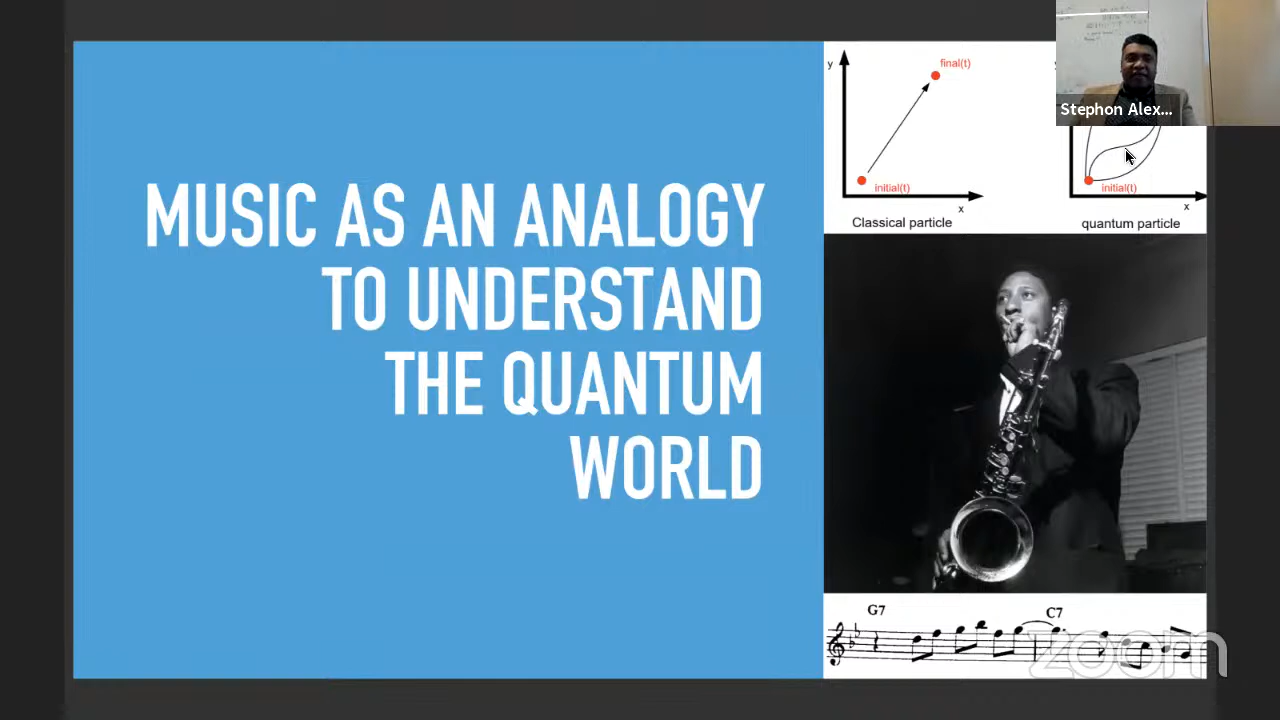 MUSIC AS AN ANALOGY
TO UNDERSTAND
THE QUANTUM
WORLD
y
final(t)
initial(t)
x
Classical particle
initial(t)
x
quantum particle
Stephon Alex...
G7
C7
zoom